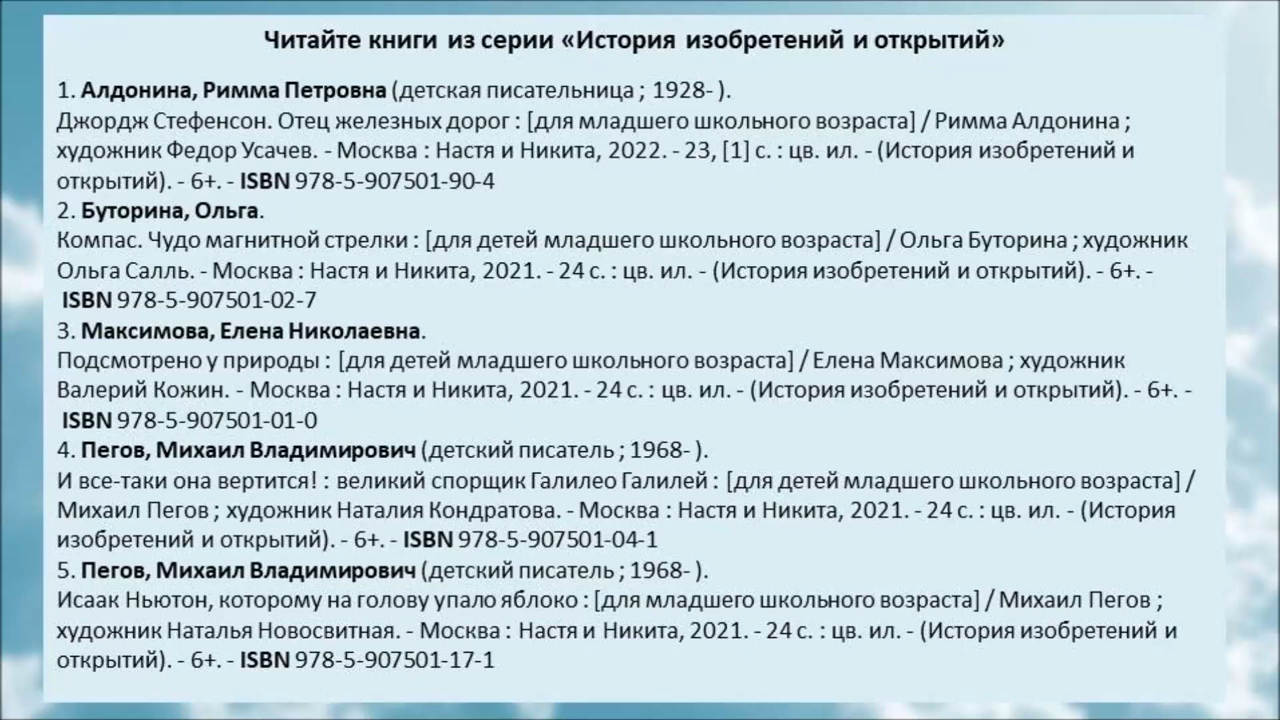 Читайте книги из серии «История изобретений и открытий»
1. Алдонина, Римма Петровна (детская писательница ; 1928- ).
Джордж Стефенсон. Отец железных дорог : [для младшего школьного возраста] / Римма Алдонина ;
художник Федор Усачев. - Москва : Настя и Никита, 2022. - 23, [1] с. : цв. ил. - (История изобретений и
открытий). - 6+. - ISBN 978-5-907501-90-4
2. Буторина, Ольга.
Компас. Чудо магнитной стрелки : [для детей младшего школьного возраста] / Ольга Буторина ; художник
Ольга Салль. - Москва : Настя и Никита, 2021. - 24 с. : цв. ил. - (История изобретений и открытий). - 6+. -
ISBN 978-5-907501-02-7
3. Максимова, Елена Николаевна.
Подсмотрено у природы : [для детей младшего школьного возраста] / Елена Максимова ; художник
Валерий Кожин. - Москва : Настя и Никита, 2021. - 24 с. : цв. ил. - (История изобретений и открытий). - 6+. -
ISBN 978-5-907501-01-0
4. Пегов, Михаил Владимирович (детский писатель ; 1968- ).
И все-таки она вертится! : великий спорщик Галилео Галилей : [для детей младшего школьного возраста] /
Михаил Пегов ; художник Наталия Кондратова. - Москва : Настя и Никита, 2021. - 24 с. : цв. ил. - (История
изобретений и открытий). - 6+. - ISBN 978-5-907501-04-1
5. Пегов, Михаил Владимирович (детский писатель ; 1968- ).
Исаак Ньютон, которому на голову упало яблоко : [для младшего школьного возраста] / Михаил Пегов ;
художник Наталья Новосвитная. - Москва : Настя и Никита, 2021. - 24 с. : цв. ил. - (История изобретений и
открытий). - 6+. - ISBN 978-5-907501-17-1